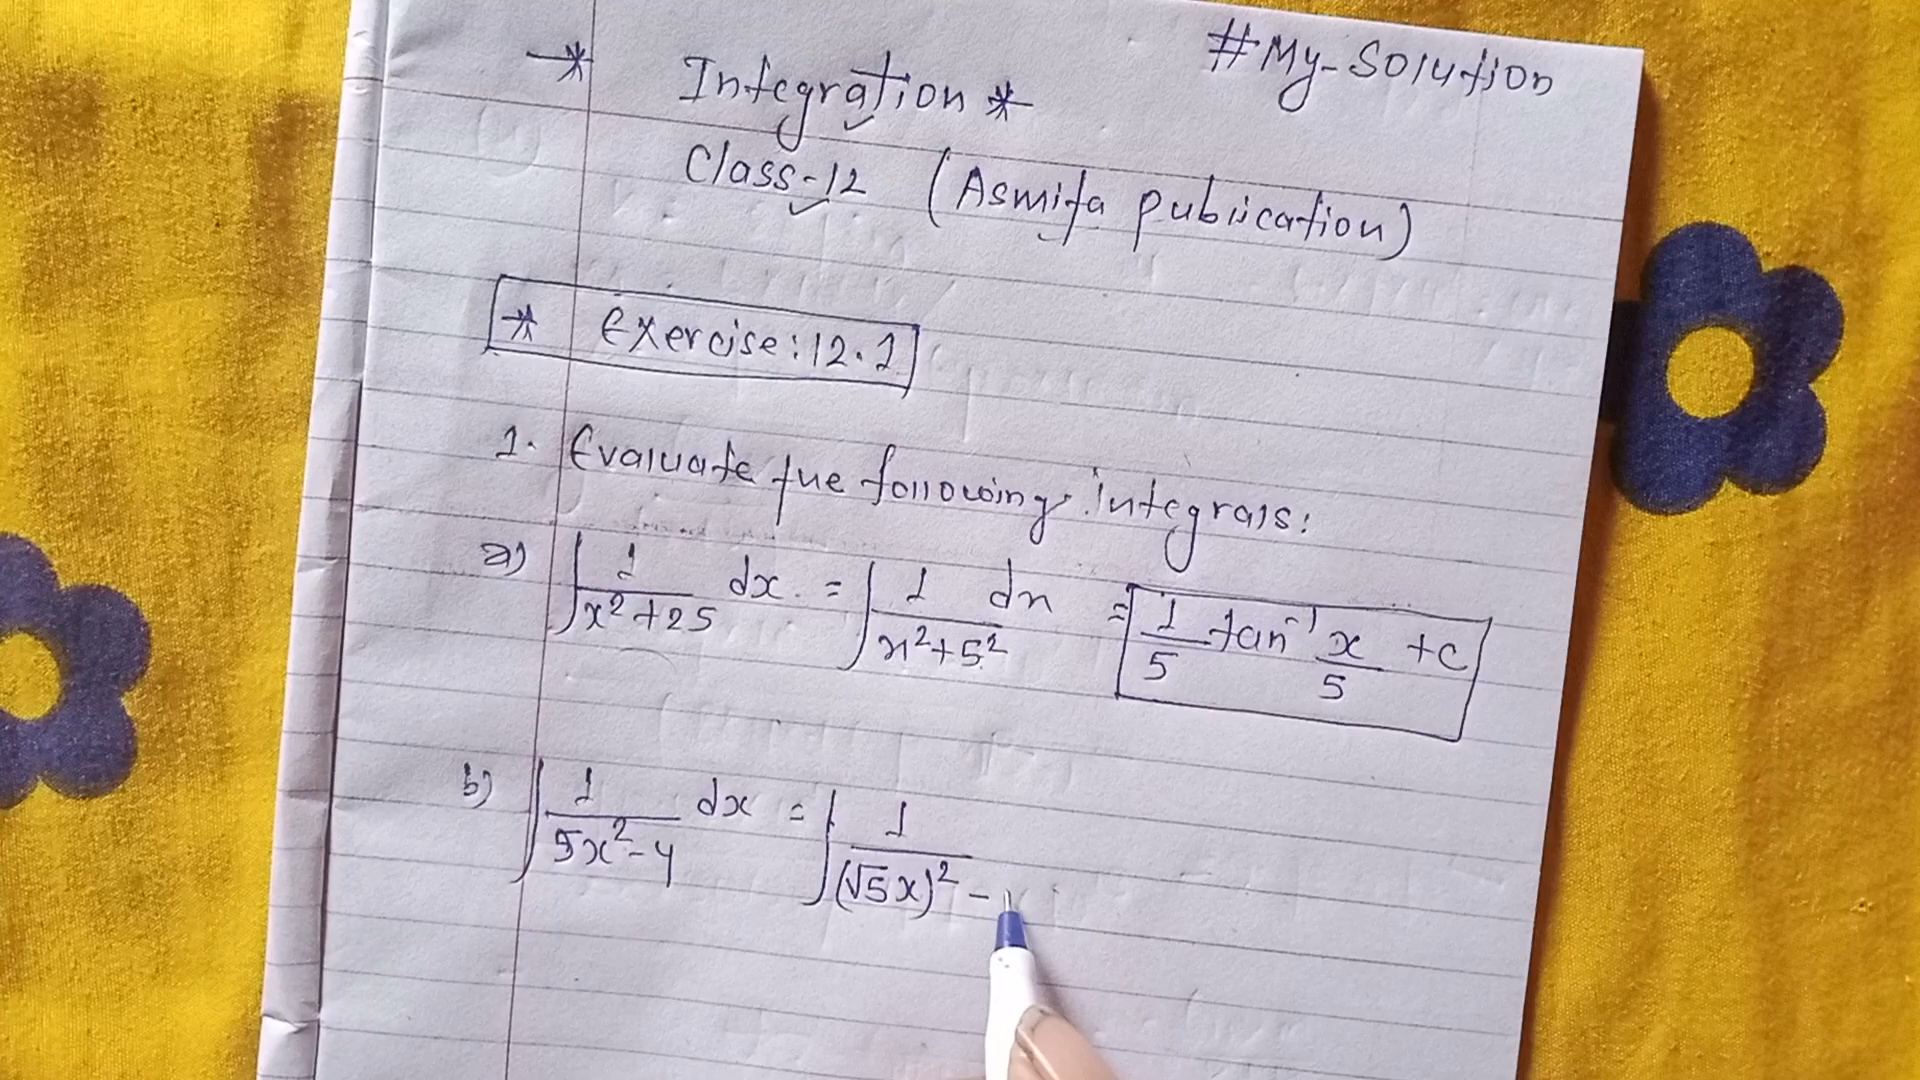 * Integration *
#My-Solution
Class-12 (Asmita publication)
* Exercise: 12.1
1. Evaluate the following integrals:
a) ∫ 1/(x²+25) dx = ∫ 1/(x²+5²) dx = 1/5 tan⁻¹ x/5 + c
b) ∫ 1/(5x²-4) dx = ∫ 1/(√5x)² -